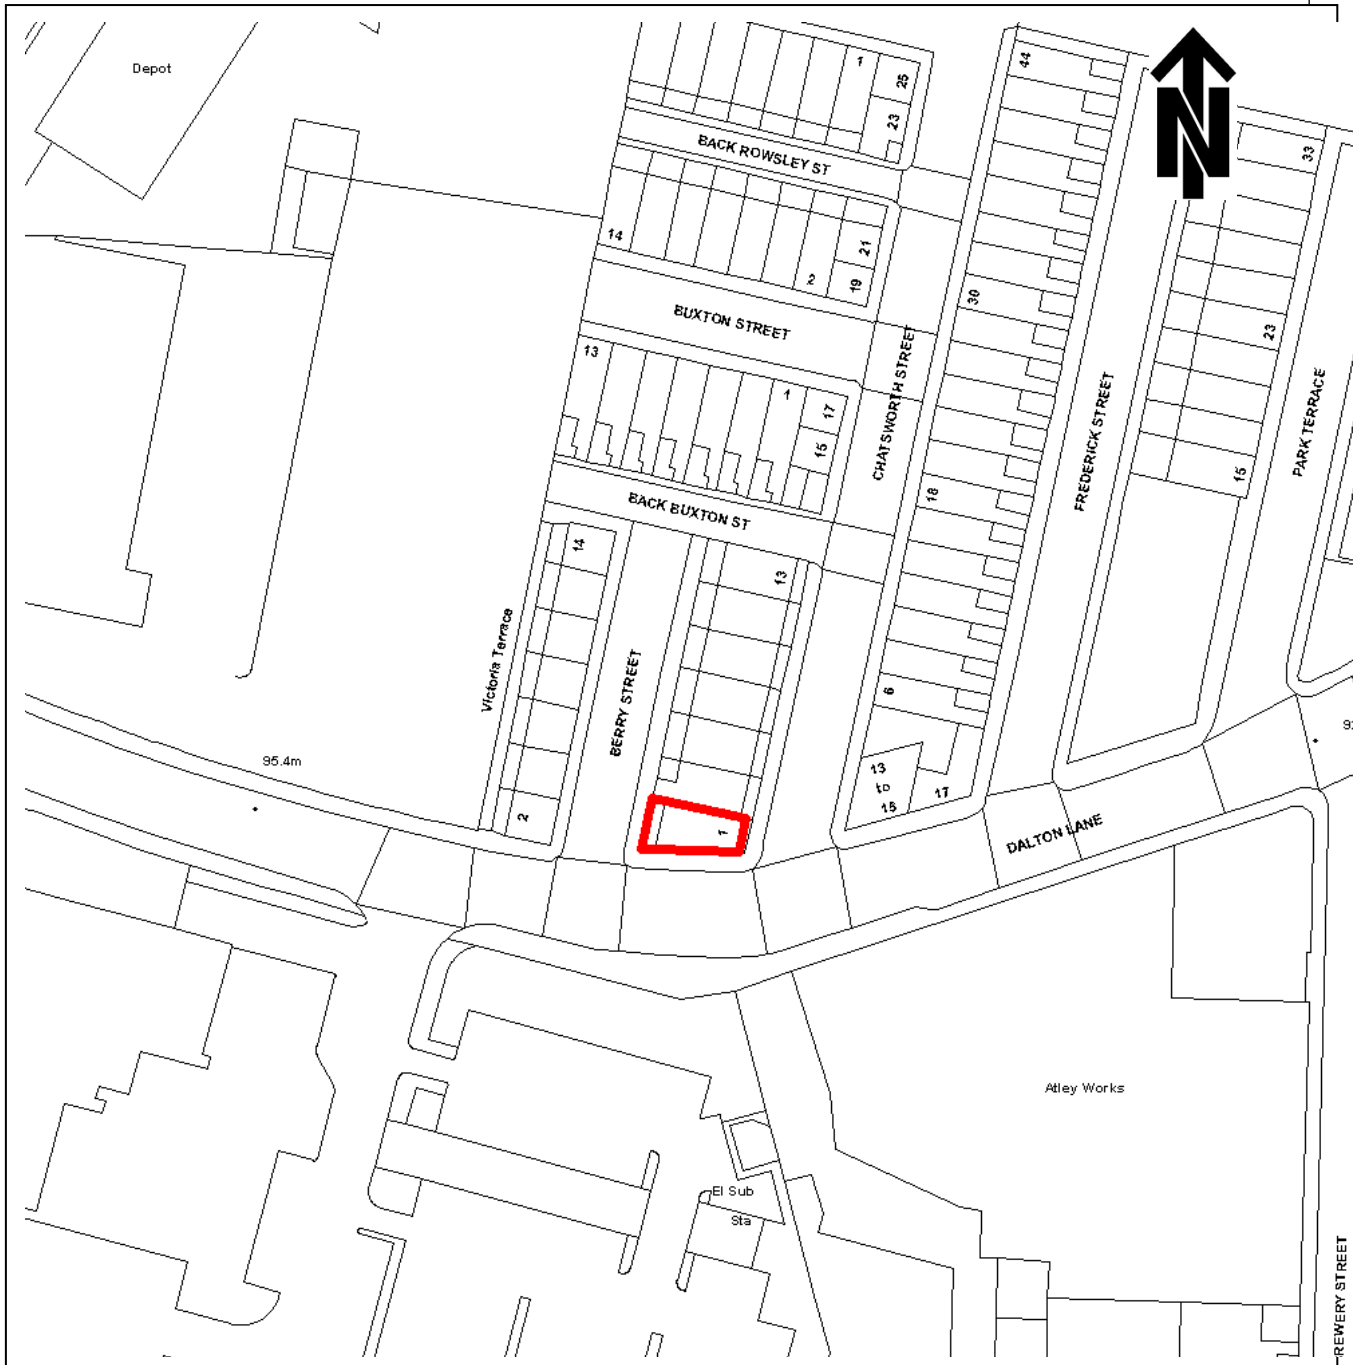 Depot
1
25
44
23
N
33
BACK ROWSLEY ST
14
21
2
19
30
BUXTON STREET
23
CHATSWORTH STREET
13
1
17
15
FREDERICK STREET
PARK TERRACE
15
18
BACK BUXTON ST
14
13
Victoria Terrace
BERRY STREET
6
95.4m
13
to
15
17
2
1
DALTON LANE
Atley Works
El Sub
Sta
REWERY STREET